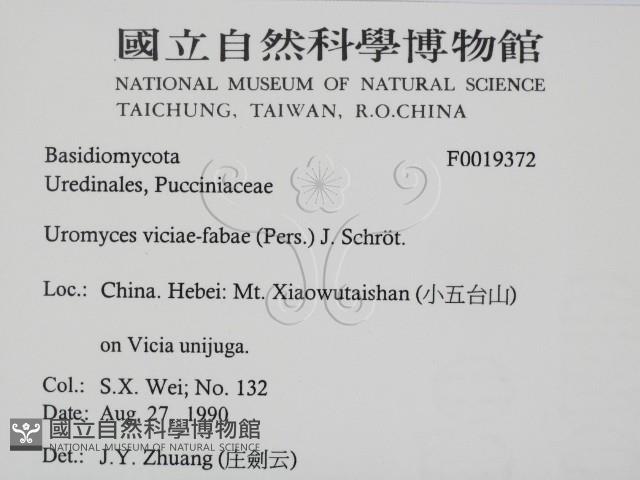 國立自然科學博物館
NATIONAL MUSEUM OF NATURAL SCIENCE
TAICHUNG, TAIWAN, R.O.CHINA
Basidiomycota F0019372
Uredinales, Pucciniaceae
Uromyces viciae-fabae (Pers.) J. Schröt.
Loc.: China. Hebei: Mt. Xiaowutaishan (小五台山)
on Vicia unijuga.
Col.: S.X. Wei; No. 132
Date: Aug. 27, 1990
國立自然科學博物館
NATIONAL MUSEUM OF NATURAL SCIENCE
Det.: J.Y. Zhuang (庄劍云)